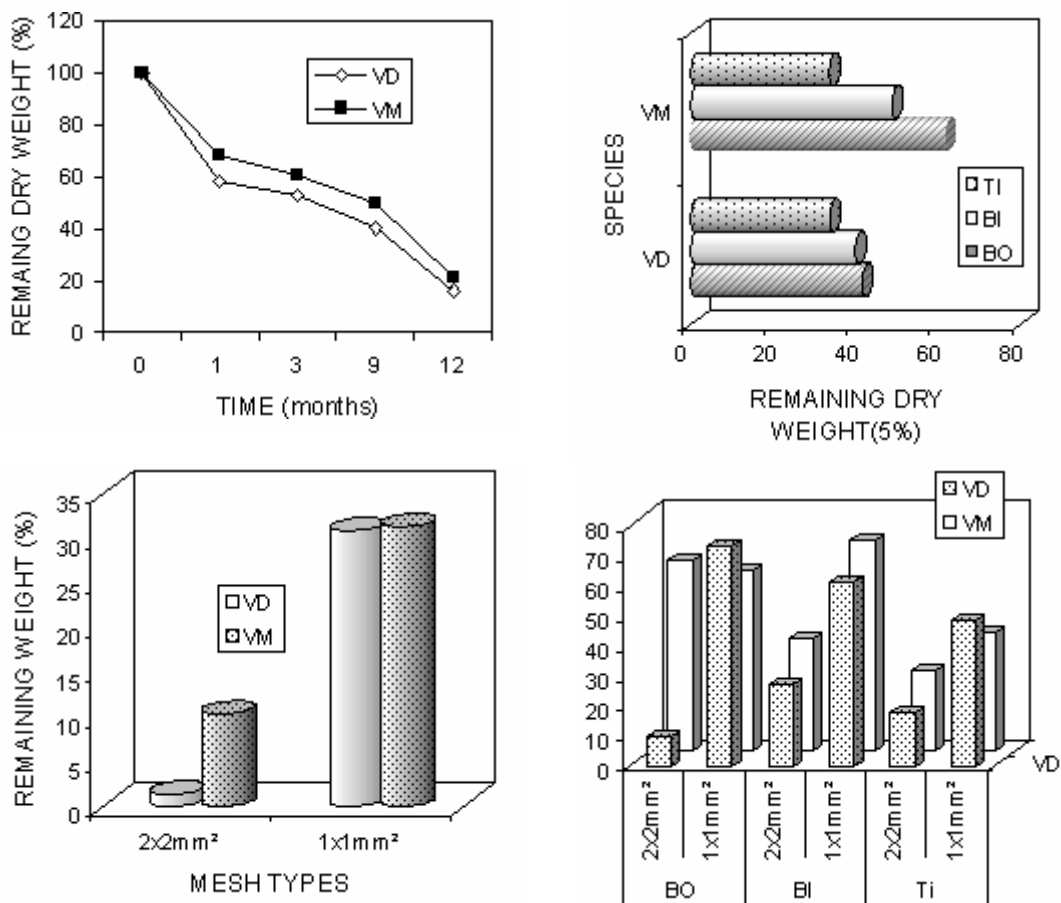 REMAING DRY WEIGHT (%)
120
100
80
60
40
20
0
VD
VM
0 1 3 9 12
TIME (months)
SPECIES
VM
VD
TI
BI
BO
0 20 40 60 80
REMAINING DRY
WEIGHT(5%)
REMAINING WEIGHT (%)
35
30
25
20
15
10
5
0
VD
VM
2x2mm² 1x1mm²
MESH TYPES
VD
VM
80
70
60
50
40
30
20
10
0
VD
2x2mm² 1x1mm² 2x2mm² 1x1mm² 2x2mm² 1x1mm²
BO BI Ti